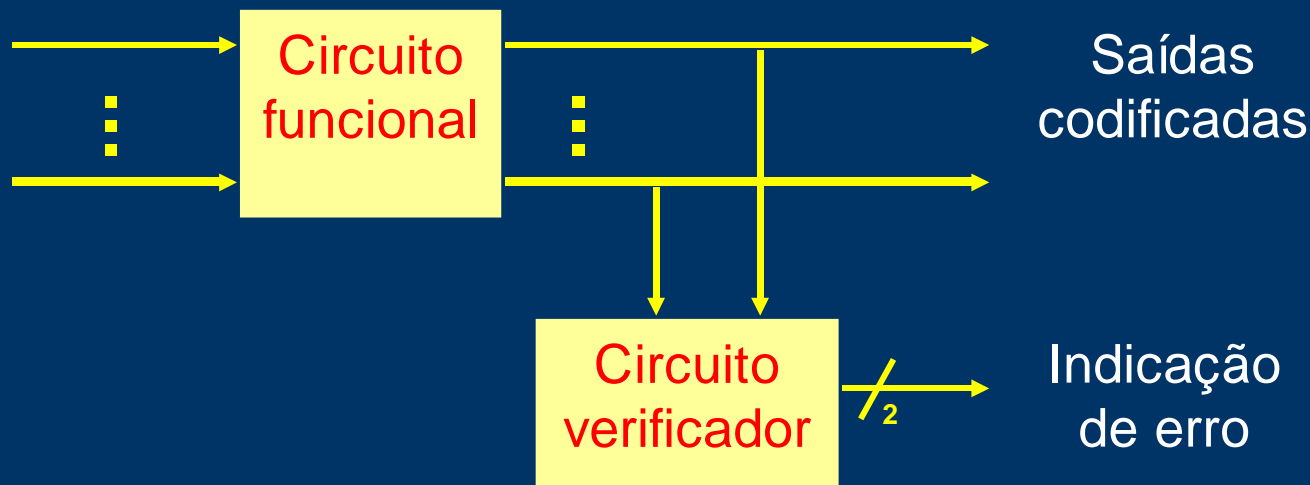 Circuito
funcional
Saídas
codificadas
Circuito
verificador
2
Indicação
de erro